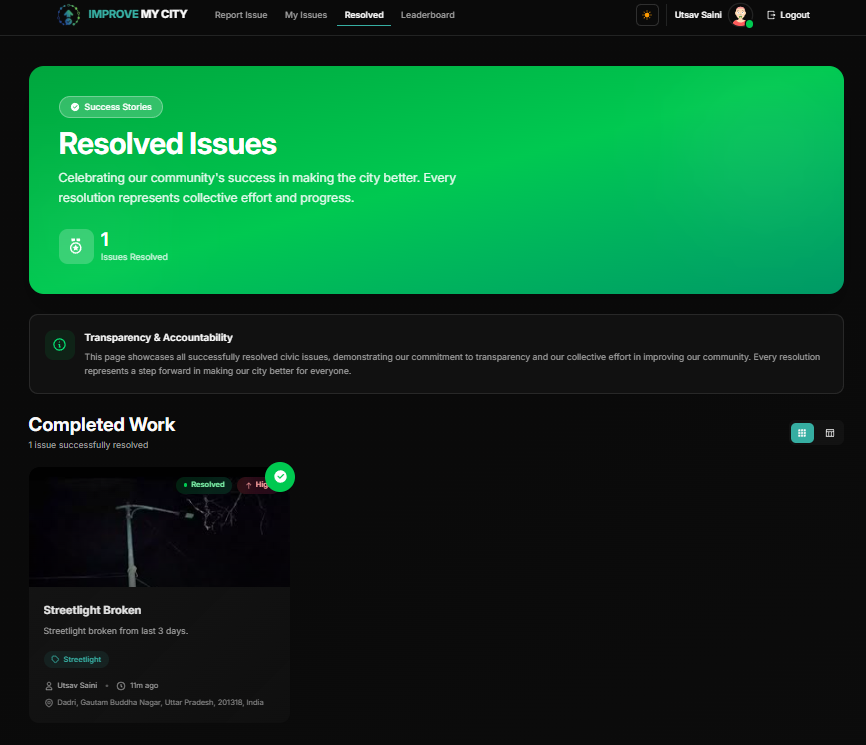 IMPROVE MY CITY
Report Issue
My Issues
Resolved
Leaderboard
Utsav Saini
Logout
Success Stories
Resolved Issues
Celebrating our community's success in making the city better. Every
resolution represents collective effort and progress.
1
Issues Resolved
Transparency & Accountability
This page showcases all successfully resolved civic issues, demonstrating our commitment to transparency and our collective effort in improving our community. Every resolution
represents a step forward in making our city better for everyone.
Completed Work
1 issue successfully resolved
Resolved
Streetlight Broken
Streetlight broken from last 3 days.
Streetlight
Utsav Saini • 11m ago
Dadri, Gautam Buddha Nagar, Uttar Pradesh, 201318, India